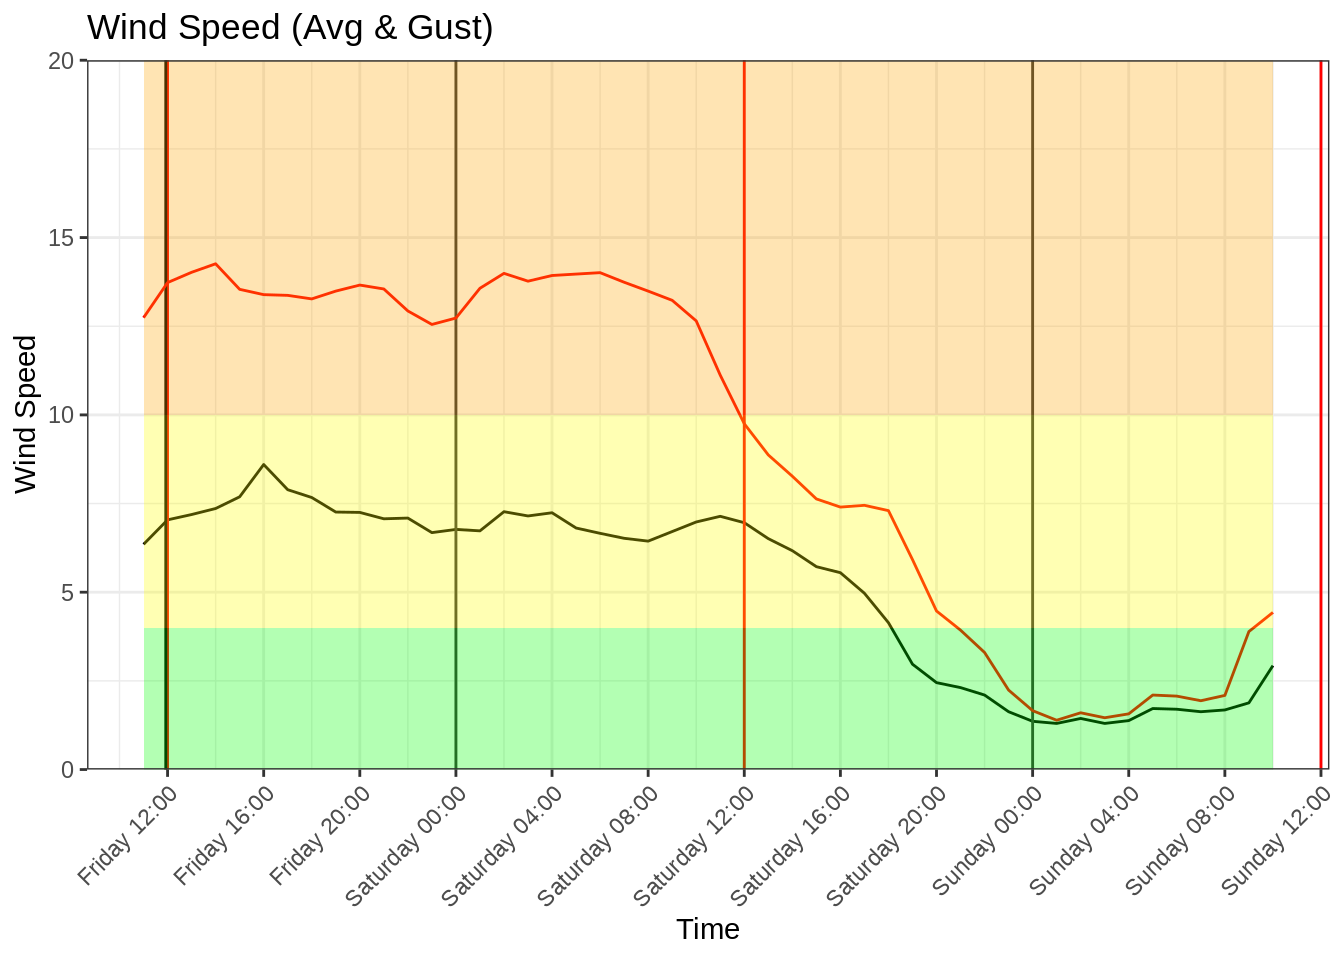 Wind Speed (Avg & Gust)
20
15
10
5
0
Wind Speed
Friday 12:00
Friday 16:00
Friday 20:00
Saturday 00:00
Saturday 04:00
Saturday 08:00
Saturday 12:00
Saturday 16:00
Saturday 20:00
Sunday 00:00
Sunday 04:00
Sunday 08:00
Sunday 12:00
Time